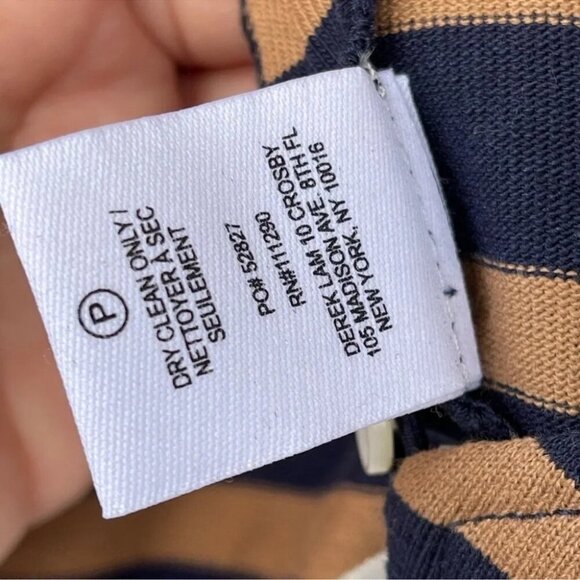 P
DRY CLEAN ONLY/
NETTOYER A SEC
SEULEMENT
PO# 52827
RN#111290
DEREK LAM 10 CROSBY
105 MADISON AVE. 8TH FL
NEW YORK, NY 10016